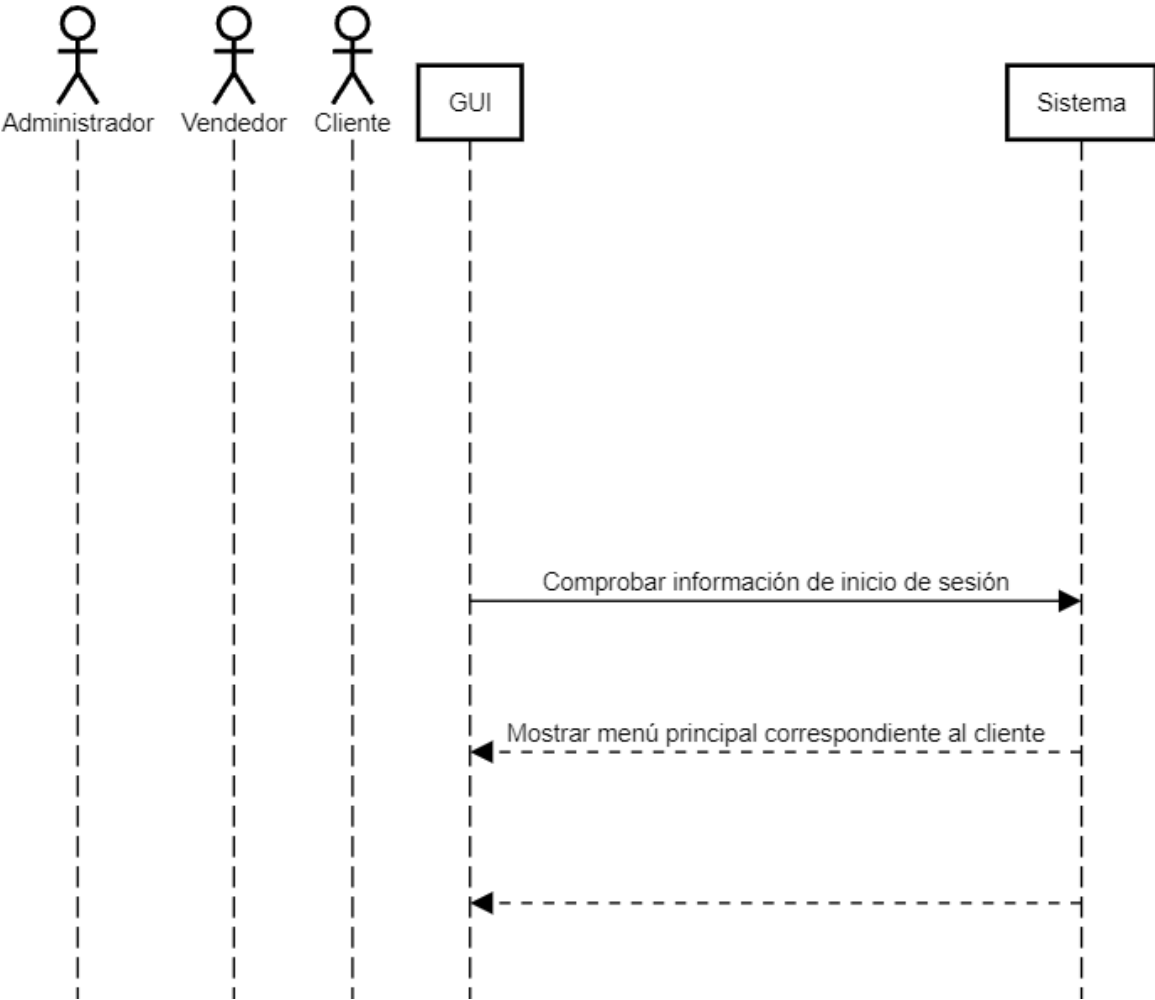 Administrador
Vendedor
Cliente
GUI
Sistema
Comprobar información de inicio de sesión
Mostrar menú principal correspondiente al cliente